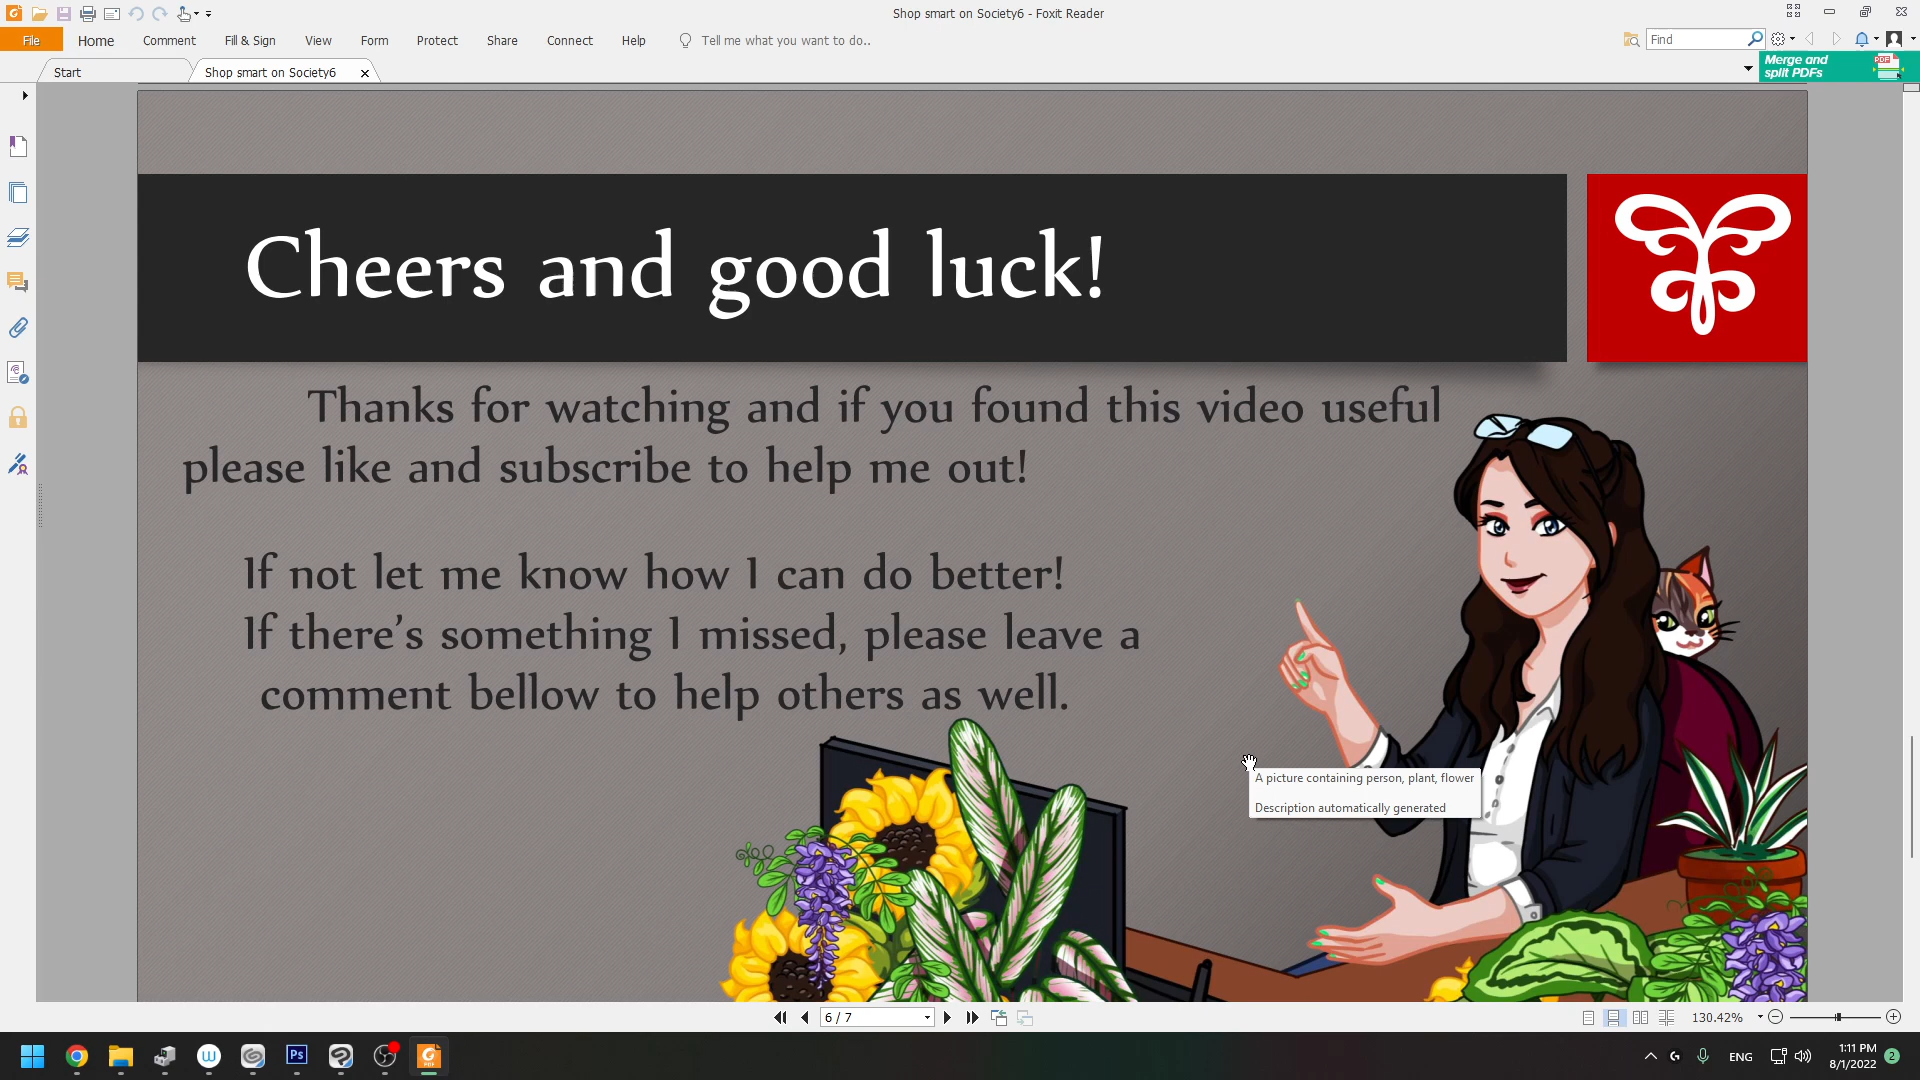 Shop smart on Society6 - Foxit Reader
File Home Comment Fill & Sign View Form Protect Share Connect Help Tell me what you want to do.. Find
Start Shop smart on Society6 Merge and
split PDFs
PDF
Cheers and good luck!
Thanks for watching and if you found this video useful
please like and subscribe to help me out!
If not let me know how I can do better!
If there's something I missed, please leave a
comment bellow to help others as well.
A picture containing person, plant, flower
Description automatically generated
6 / 7 130.42%
Ps PDF ENG 1:11 PM 2
8/1/2022